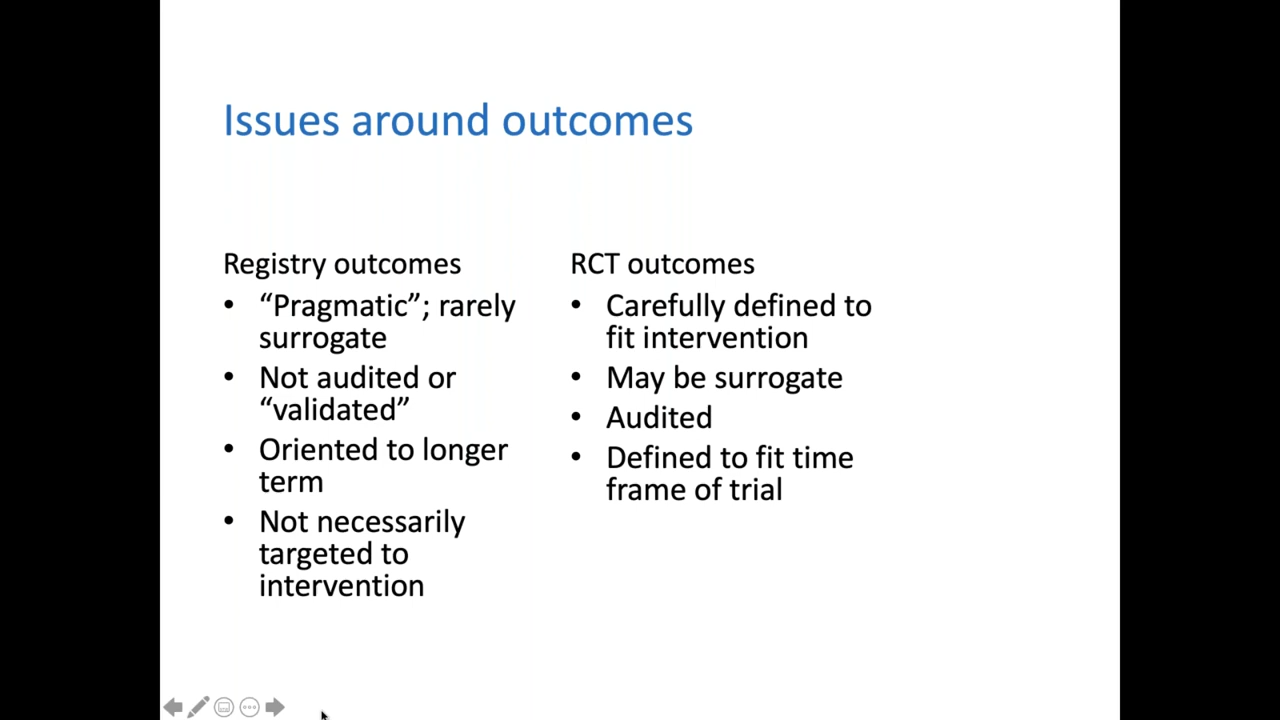 Issues around outcomes
Registry outcomes
• “Pragmatic”; rarely
surrogate
• Not audited or
“validated”
• Oriented to longer
term
• Not necessarily
targeted to
intervention
RCT outcomes
• Carefully defined to
fit intervention
• May be surrogate
• Audited
• Defined to fit time
frame of trial